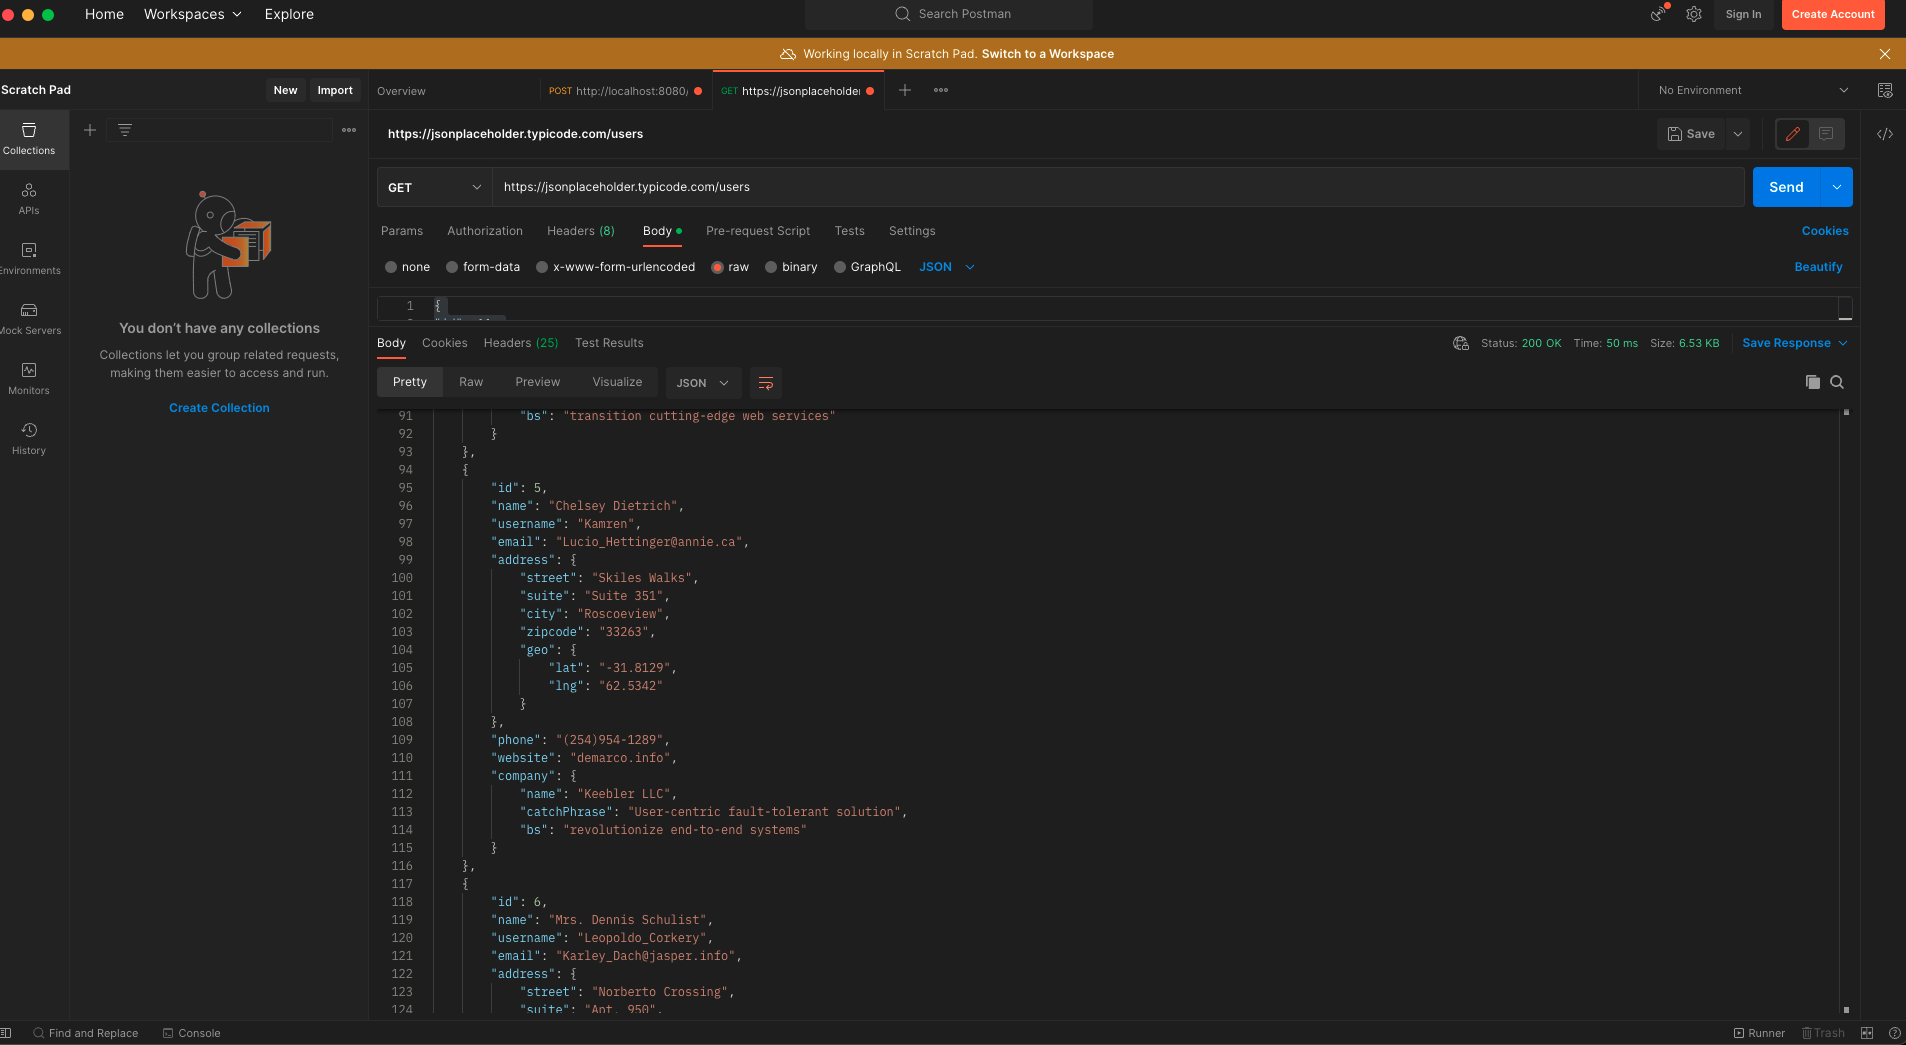 Home Workspaces Explore Search Postman Sign In Create Account
Working locally in Scratch Pad. Switch to a Workspace
Scratch Pad New Import Overview POST http://localhost:8080/ GET https://jsonplaceholder No Environment
Collections
https://jsonplaceholder.typicode.com/users Save
APIs
GET https://jsonplaceholder.typicode.com/users Send
Params Authorization Headers (8) Body Pre-request Script Tests Settings Cookies
none form-data x-www-form-urlencoded raw binary GraphQL JSON Beautify
nvironments
1 {
Mock Servers
You don't have any collections
Collections let you group related requests,
making them easier to access and run.
Create Collection
Monitors
History
Body Cookies Headers (25) Test Results Status: 200 OK Time: 50 ms Size: 6.53 KB Save Response
Pretty Raw Preview Visualize JSON
91 "bs": "transition cutting-edge web services"
92 }
93 },
94 {
95 "id": 5,
96 "name": "Chelsey Dietrich",
97 "username": "Kamren",
98 "email": "Lucio_Hettinger@annie.ca",
99 "address": {
100 "street": "Skiles Walks",
101 "suite": "Suite 351",
102 "city": "Roscoeview",
103 "zipcode": "33263",
104 "geo": {
105 "lat": "-31.8129",
106 "lng": "62.5342"
107 }
108 },
109 "phone": "(254)954-1289",
110 "website": "demarco.info",
111 "company": {
112 "name": "Keebler LLC",
113 "catchPhrase": "User-centric fault-tolerant solution",
114 "bs": "revolutionize end-to-end systems"
115 }
116 },
117 {
118 "id": 6,
119 "name": "Mrs. Dennis Schulist",
120 "username": "Leopoldo_Corkery",
121 "email": "Karley_Dach@jasper.info",
122 "address": {
123 "street": "Norberto Crossing",
124 "suite": "Apt. 950",
Find and Replace Console Runner Trash